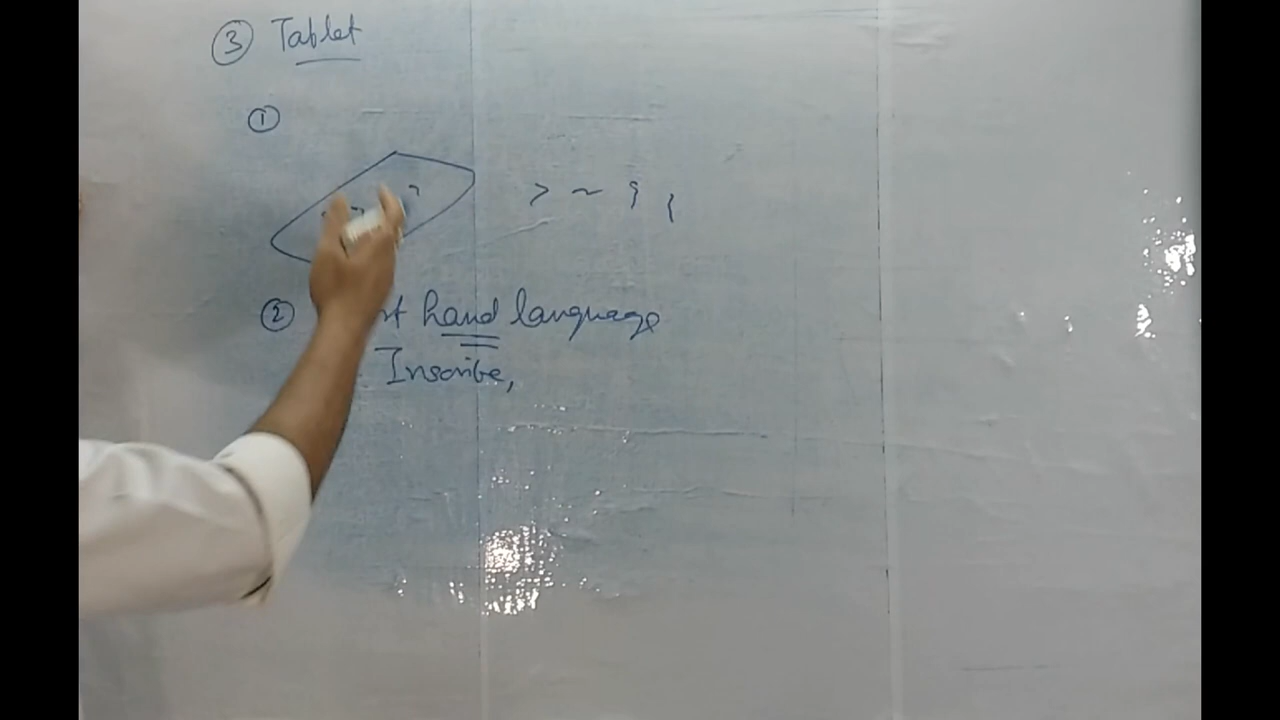 ③ Tablet
①
> ~ ; ,
② hand language
Inscribe,